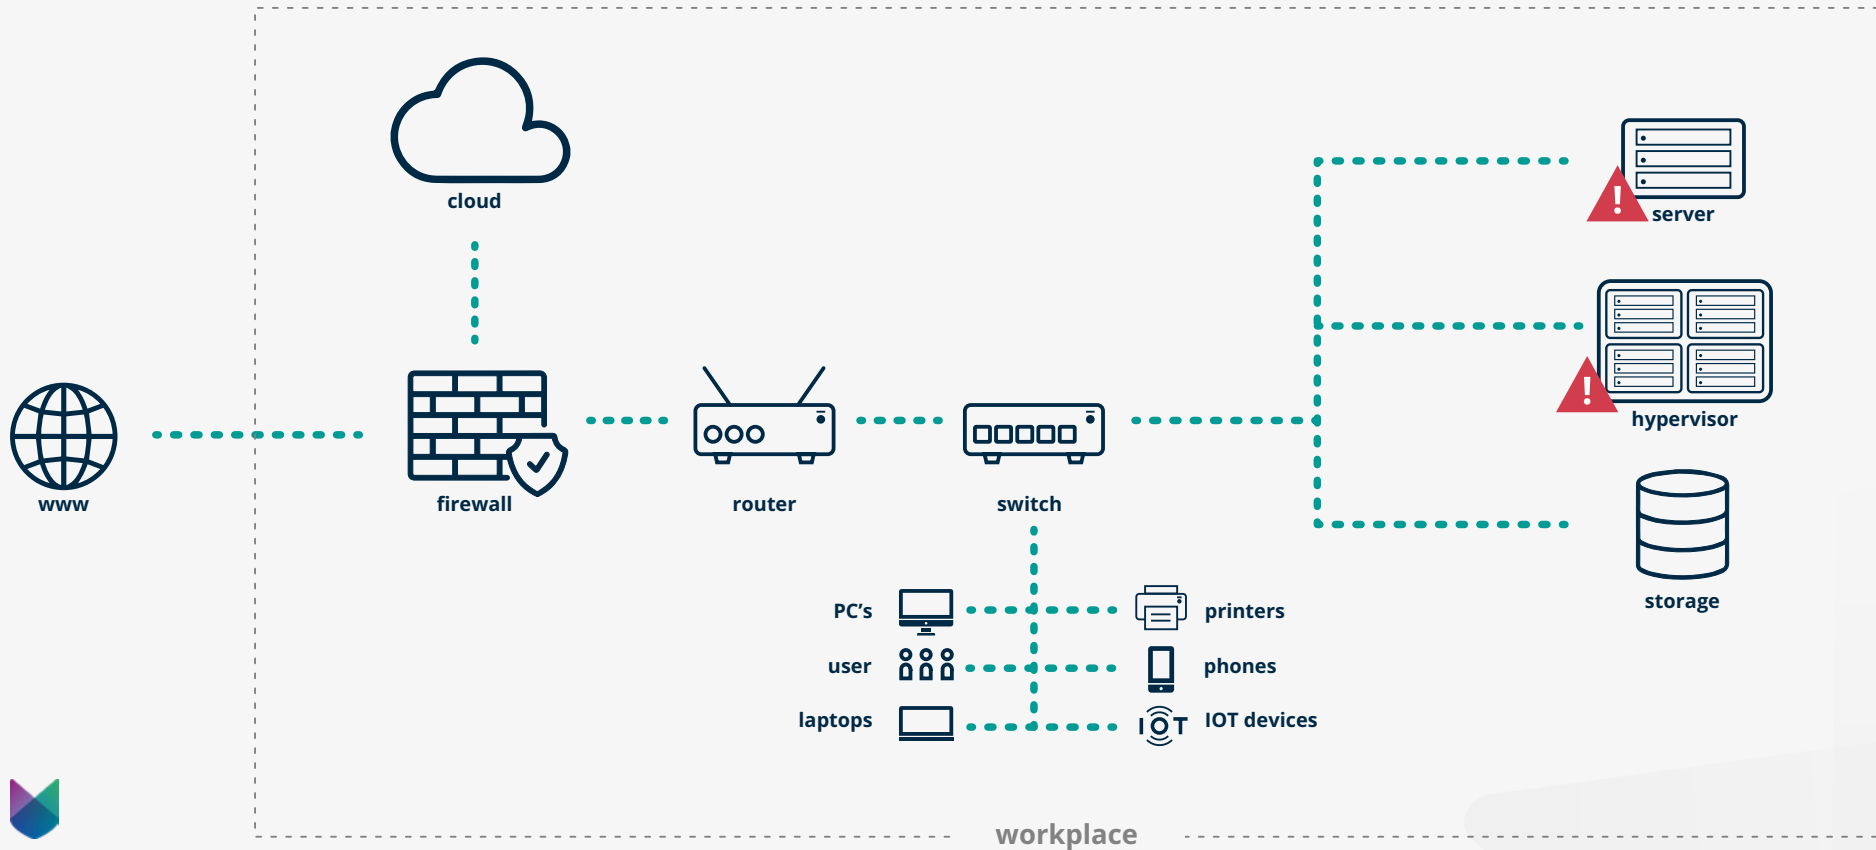 cloud
server
hypervisor
www
firewall
router
switch
storage
PC’s
printers
user
phones
laptops
IOT
IOT devices
workplace